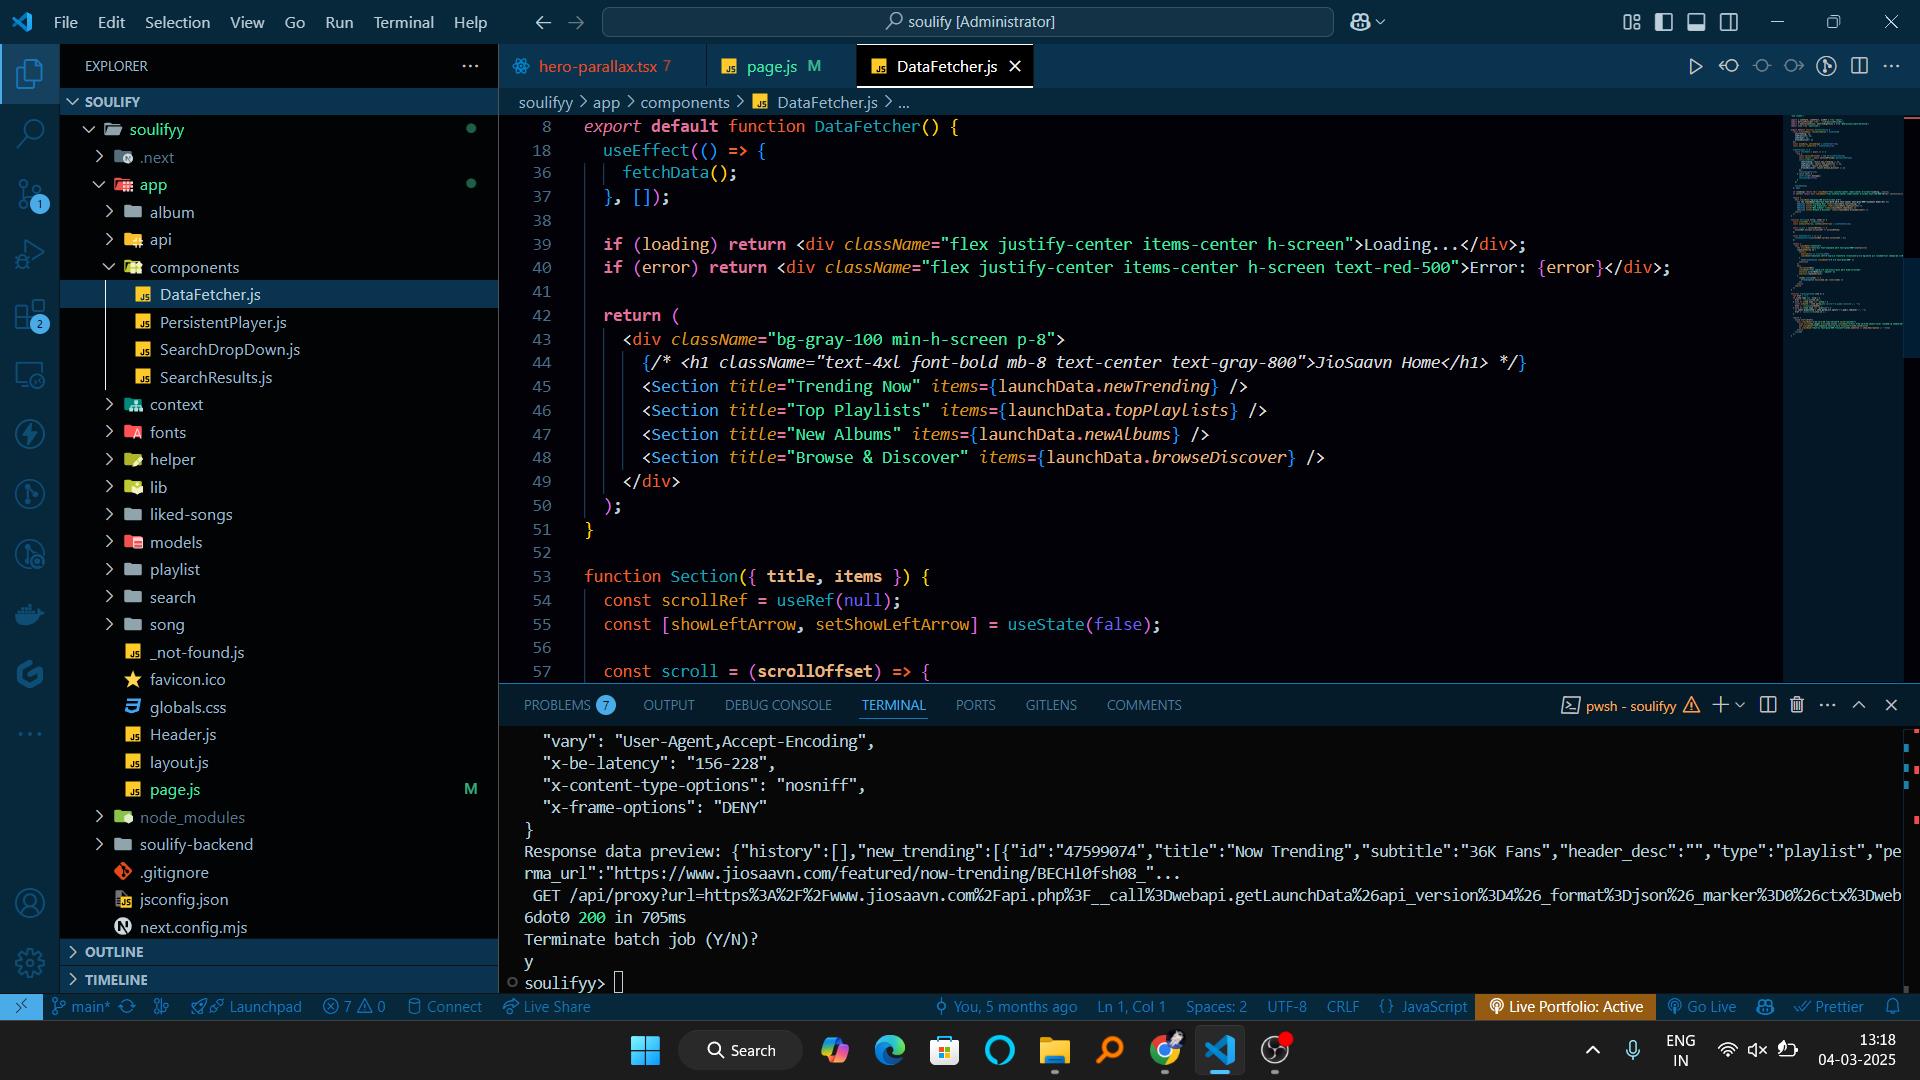 File Edit Selection View Go Run Terminal Help
soulify [Administrator]
EXPLORER
SOULIFY
soulifyy
.next
app
album
api
components
DataFetcher.js
PersistentPlayer.js
SearchDropDown.js
SearchResults.js
context
fonts
helper
lib
liked-songs
models
playlist
search
song
_not-found.js
favicon.ico
globals.css
Header.js
layout.js
page.js M
node_modules
soulify-backend
.gitignore
jsconfig.json
next.config.mjs
OUTLINE
TIMELINE
1
2
hero-parallax.tsx 7
page.js M
DataFetcher.js
soulifyy > app > components > DataFetcher.js > ...
8 export default function DataFetcher() {
18 useEffect(() => {
36 fetchData();
37 }, []);
38
39 if (loading) return <div className="flex justify-center items-center h-screen">Loading...</div>;
40 if (error) return <div className="flex justify-center items-center h-screen text-red-500">Error: {error}</div>;
41
42 return (
43 <div className="bg-gray-100 min-h-screen p-8">
44 {/* <h1 className="text-4xl font-bold mb-8 text-center text-gray-800">JioSaavn Home</h1> */}
45 <Section title="Trending Now" items={launchData.newTrending} />
46 <Section title="Top Playlists" items={launchData.topPlaylists} />
47 <Section title="New Albums" items={launchData.newAlbums} />
48 <Section title="Browse & Discover" items={launchData.browseDiscover} />
49 </div>
50 );
51 }
52
53 function Section({ title, items }) {
54 const scrollRef = useRef(null);
55 const [showLeftArrow, setShowLeftArrow] = useState(false);
56
57 const scroll = (scrollOffset) => {
PROBLEMS 7 OUTPUT DEBUG CONSOLE TERMINAL PORTS GITLENS COMMENTS
pwsh - soulifyy
"vary": "User-Agent,Accept-Encoding",
"x-be-latency": "156-228",
"x-content-type-options": "nosniff",
"x-frame-options": "DENY"
}
Response data preview: {"history":[],"new_trending":[{"id":"47599074","title":"Now Trending","subtitle":"36K Fans","header_desc":"","type":"playlist","pe
rma_url":"https://www.jiosaavn.com/featured/now-trending/BECHl0fsh08_"...
GET /api/proxy?url=https%3A%2F%2Fwww.jiosaavn.com%2Fapi.php%3F__call%3Dwebapi.getLaunchData%26api_version%3D4%26_format%3Djson%26_marker%3D0%26ctx%3Dweb
6dot0 200 in 705ms
Terminate batch job (Y/N)?
y
soulifyy>
main* Launchpad 7 0 Connect Live Share You, 5 months ago Ln 1, Col 1 Spaces: 2 UTF-8 CRLF {} JavaScript Live Portfolio: Active Go Live Prettier
Search
ENG
IN
13:18
04-03-2025